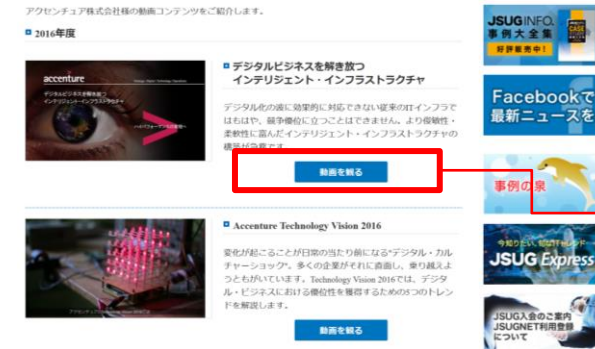 アクセンチュア株式会社様の動画コンテンツをご紹介します。
2016年度
accenture
デジタルビジネスを解き放つ
インテリジェント・インフラストラクチャ
デジタルビジネスを解き放つ
インテリジェント・インフラストラクチャ
デジタル化の波に効果的に対応できない従来のITインフラで
はもはや、競争優位に立つことはできません。より俊敏性・
柔軟性に富んだインテリジェント・インフラストラクチャの
構築が急務です。
動画を観る
Accenture Technology Vision 2016
変化が起こることが日常の当たり前になる"デジタル・カル
チャーショック"。多くの企業がそれに直面し、乗り越えよ
うともがいています。Technology Vision 2016では、デジタ
ル・ビジネスにおける優位性を獲得するための5つのトレン
ドを解説します。
動画を観る
JSUG INFO.
事例大全集
好評販売中！
CASE
Facebookで
最新ニュースを
事例の泉
JSUG Express
JSUG入会のご案内
JSUGNET利用登録
について